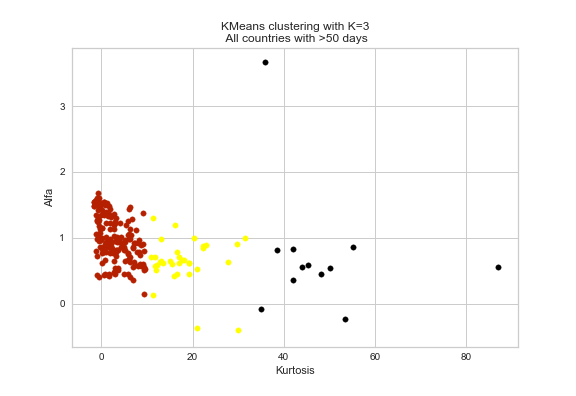 KMeans clustering with K=3
All countries with >50 days
3
2
1
0
Alfa
0 20 40 60 80
Kurtosis